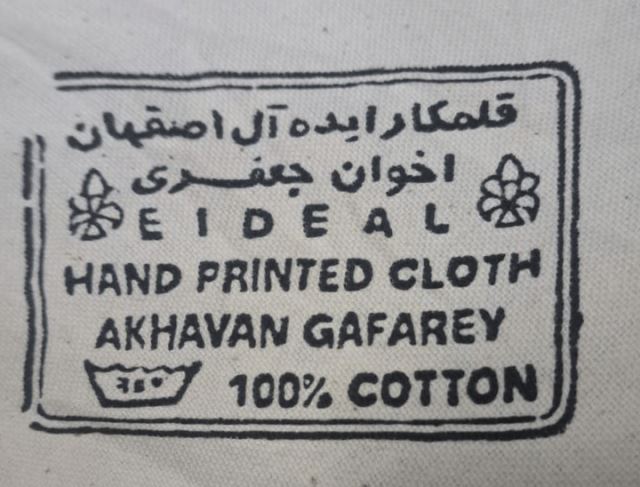 قلمکار ایده آل اصفهان
اخوان جعفری
EIDEAL
HAND PRINTED CLOTH
AKHAVAN GAFAREY
100% COTTON